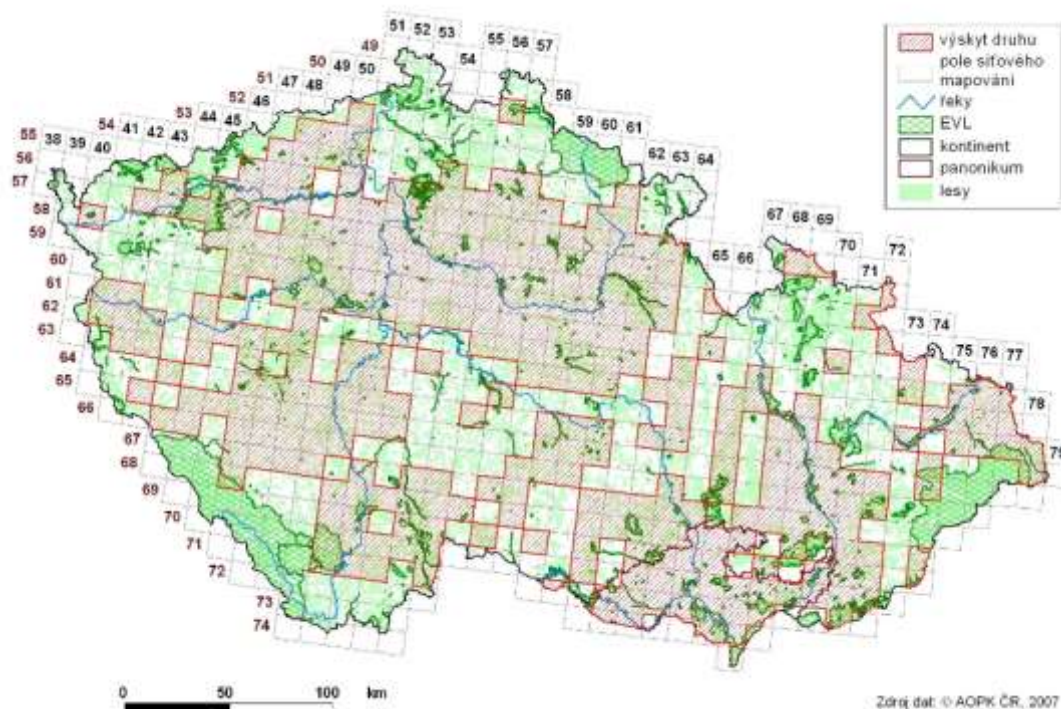 51 52 53
49 54 55 56 57
50 49 50
51 47 48
52 46 58
53 44 45 59 60 61
54 41 42 43 62 63 64
55 38 39 40
56
57
58
59
60
61
62
63
64
65
66
67
68
69
70
71
72
73
74
67 68 69
65 66 70 71 72
73 74
75 76 77
78
79
výskyt druhu
pole síťového
mapování
řeky
EVL
kontinent
panonikum
lesy
0 50 100 km
Zdroj dat: © AOPK ČR, 2007